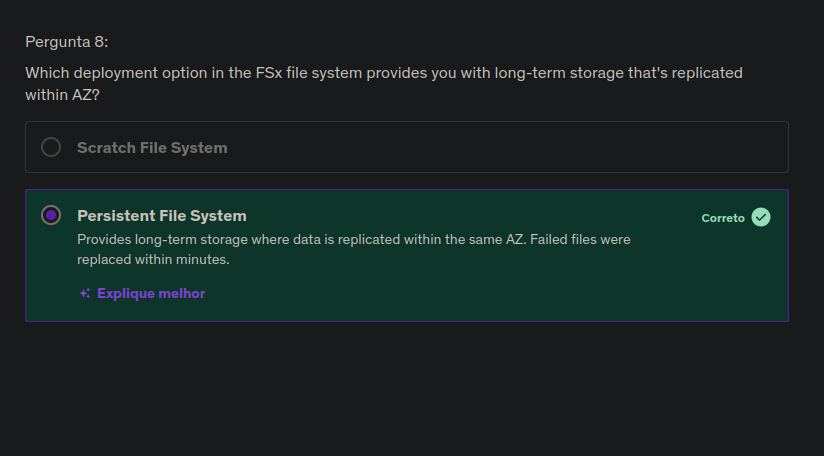 Pergunta 8:
Which deployment option in the FSx file system provides you with long-term storage that's replicated
within AZ?
Scratch File System
Persistent File System
Correto
Provides long-term storage where data is replicated within the same AZ. Failed files were
replaced within minutes.
Explique melhor